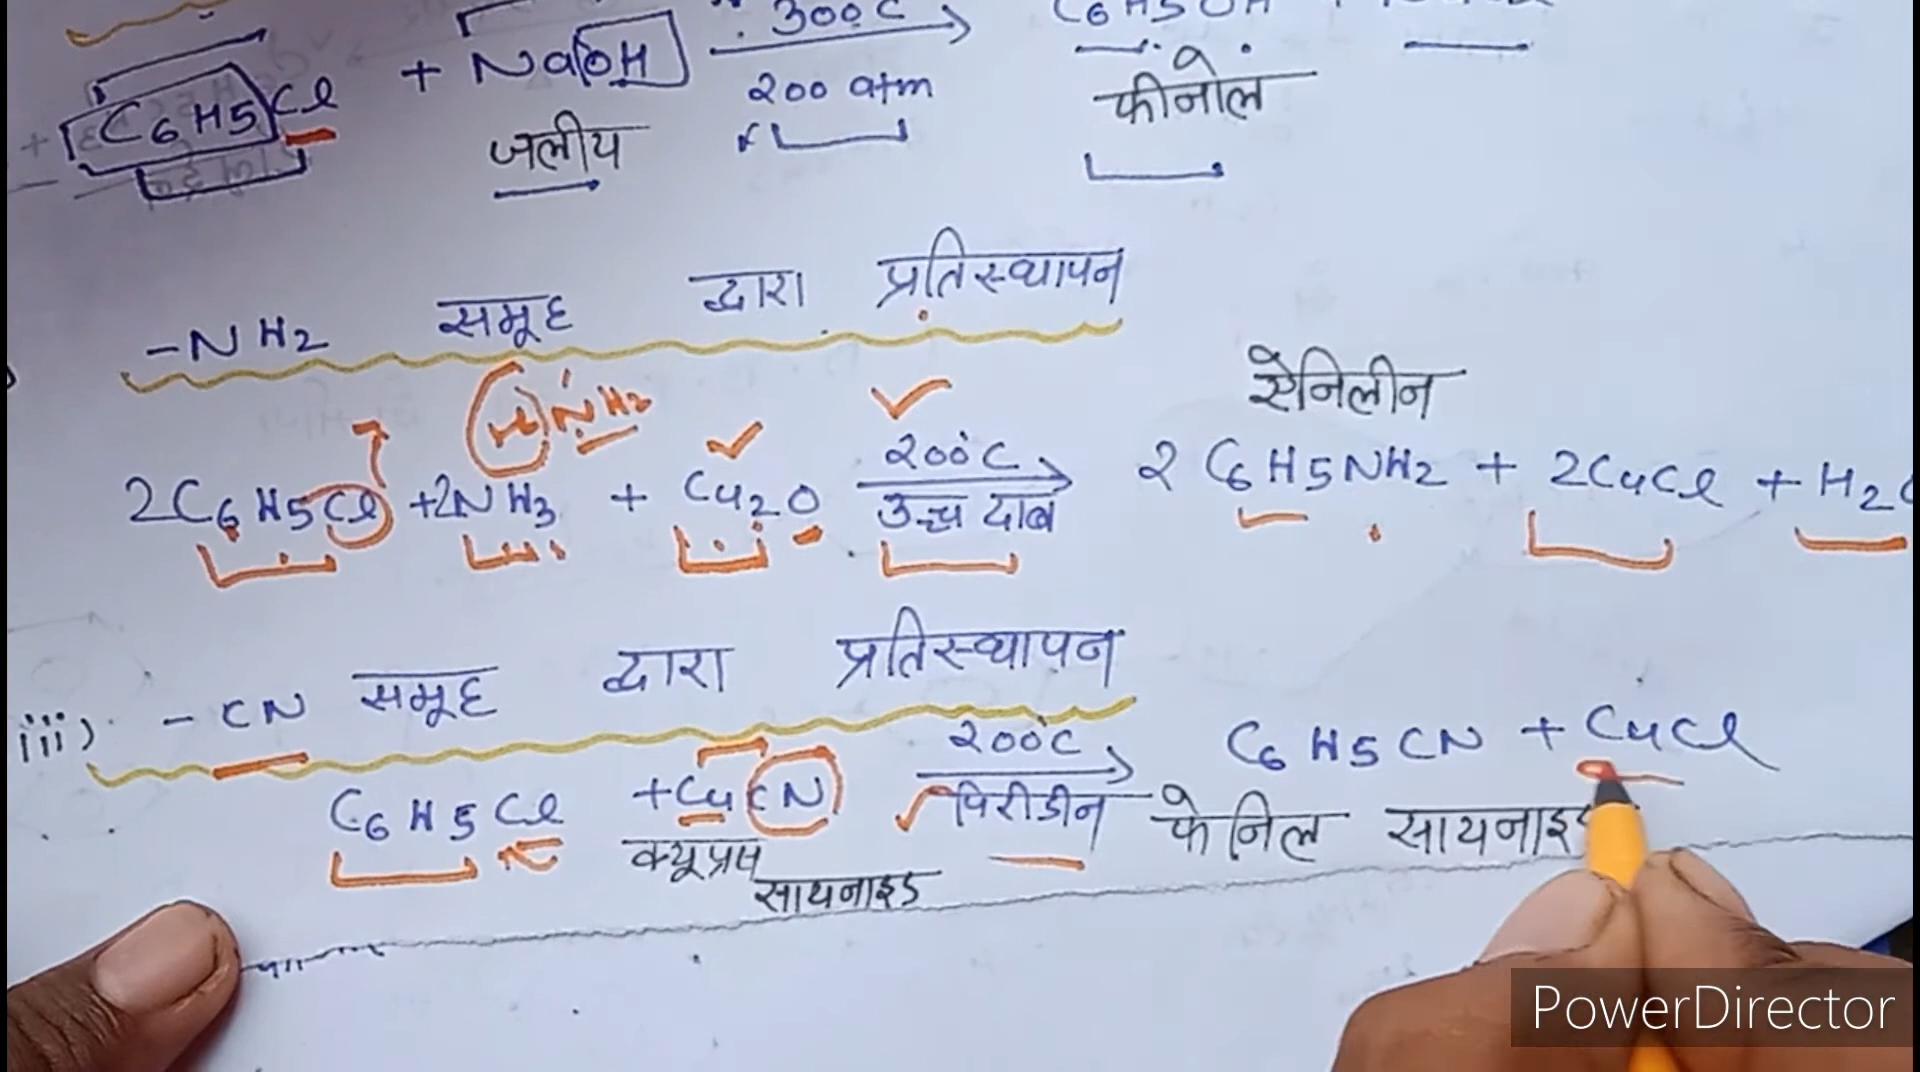 300°C
C6H5Cl + NaOH
C6H5OH +
200 atm
जलीय
फीनोल
-NH2 समूह द्वारा प्रतिस्थापन
H NH2
ऐनिलीन
2C6H5Cl +2NH3 + Cu2O 200°C 2C6H5NH2 + 2CuCl + H2O
उच्च दाब
iii) -CN समूह द्वारा प्रतिस्थापन
C6H5Cl +CuCN 200°C C6H5CN + CuCl
पिरीडीन
क्यूप्रस
सायनाइड
फेनिल सायनाइड
PowerDirector